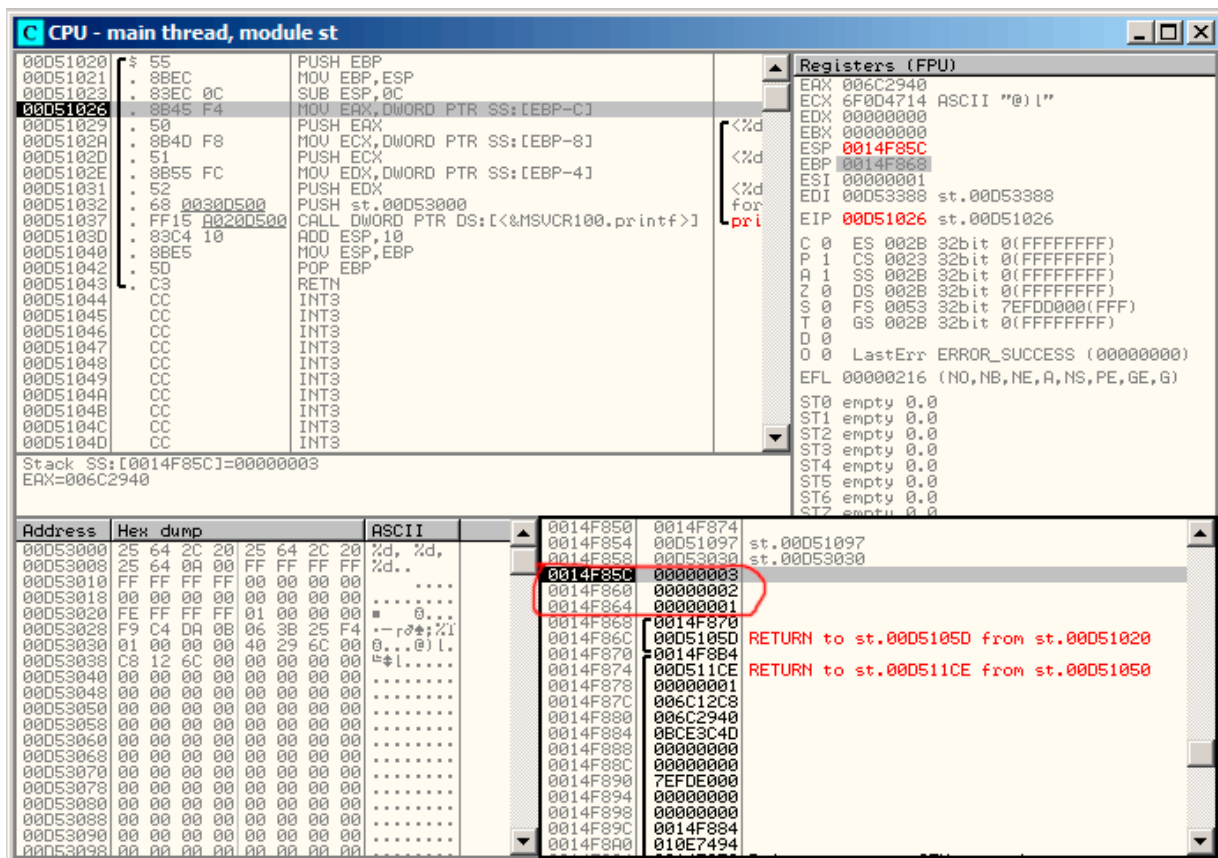 CPU - main thread, module st
00D51020 $ 55 PUSH EBP
00D51021 . 8BEC MOV EBP,ESP
00D51023 . 83EC 0C SUB ESP,0C
00D51026 . 8B45 F4 MOV EAX,DWORD PTR SS:[EBP-C]
00D51029 . 50 PUSH EAX <%d
00D5102A . 8B4D F8 MOV ECX,DWORD PTR SS:[EBP-8]
00D5102D . 51 PUSH ECX <%d
00D5102E . 8B55 FC MOV EDX,DWORD PTR SS:[EBP-4]
00D51031 . 52 PUSH EDX <%d
00D51032 . 68 0030D500 PUSH st.00D53000 for
00D51037 . FF15 A020D500 CALL DWORD PTR DS:[<&MSVCR100.printf>] pri
00D5103D . 83C4 10 ADD ESP,10
00D51040 . 8BE5 MOV ESP,EBP
00D51042 . 5D POP EBP
00D51043 . C3 RETN
00D51044 CC INT3
00D51045 CC INT3
00D51046 CC INT3
00D51047 CC INT3
00D51048 CC INT3
00D51049 CC INT3
00D5104A CC INT3
00D5104B CC INT3
00D5104C CC INT3
00D5104D CC INT3
Stack SS:[0014F85C]=00000003
EAX=006C2940
Registers (FPU)
EAX 006C2940
ECX 6F0D4714 ASCII "@)l"
EDX 00000000
EBX 00000000
ESP 0014F85C
EBP 0014F868
ESI 00000001
EDI 00D53388 st.00D53388
EIP 00D51026 st.00D51026
C 0 ES 002B 32bit 0(FFFFFFFF)
P 1 CS 0023 32bit 0(FFFFFFFF)
A 1 SS 002B 32bit 0(FFFFFFFF)
Z 0 DS 002B 32bit 0(FFFFFFFF)
S 0 FS 0053 32bit 7EFDD000(FFF)
T 0 GS 002B 32bit 0(FFFFFFFF)
D 0
O 0 LastErr ERROR_SUCCESS (00000000)
EFL 00000216 (NO,NB,NE,A,NS,PE,GE,G)
ST0 empty 0.0
ST1 empty 0.0
ST2 empty 0.0
ST3 empty 0.0
ST4 empty 0.0
ST5 empty 0.0
ST6 empty 0.0
ST7 empty 0.0
Address Hex dump ASCII
00D53000 25 64 2C 20 25 64 2C 20 %d, %d,
00D53008 25 64 0A 00 FF FF FF FF %d..
00D53010 FF FF FF FF 00 00 00 00 ....
00D53018 00 00 00 00 00 00 00 00 ........
00D53020 FE FF FF FF 01 00 00 00
00D53028 F9 C4 DA 0B 06 3B 25 F4
00D53030 01 00 00 00 40 29 6C 00
00D53038 C8 12 6C 00 00 00 00 00
00D53040 00 00 00 00 00 00 00 00 ........
00D53048 00 00 00 00 00 00 00 00 ........
00D53050 00 00 00 00 00 00 00 00 ........
00D53058 00 00 00 00 00 00 00 00 ........
00D53060 00 00 00 00 00 00 00 00 ........
00D53068 00 00 00 00 00 00 00 00 ........
00D53070 00 00 00 00 00 00 00 00 ........
00D53078 00 00 00 00 00 00 00 00 ........
00D53080 00 00 00 00 00 00 00 00 ........
00D53088 00 00 00 00 00 00 00 00 ........
00D53090 00 00 00 00 00 00 00 00 ........
00D53098 00 00 00 00 00 00 00 00 ........
0014F850 0014F874
0014F854 00D51097 st.00D51097
0014F858 00D53030 st.00D53030
0014F85C 00000003
0014F860 00000002
0014F864 00000001
0014F868 0014F870
0014F86C 00D5105D RETURN to st.00D5105D from st.00D51020
0014F870 0014F8B4
0014F874 00D511CE RETURN to st.00D511CE from st.00D51050
0014F878 00000001
0014F87C 006C12C8
0014F880 006C2940
0014F884 0BCE3C4D
0014F888 00000000
0014F88C 00000000
0014F890 7EFDE000
0014F894 00000000
0014F898 00000000
0014F89C 0014F884
0014F8A0 010E7494